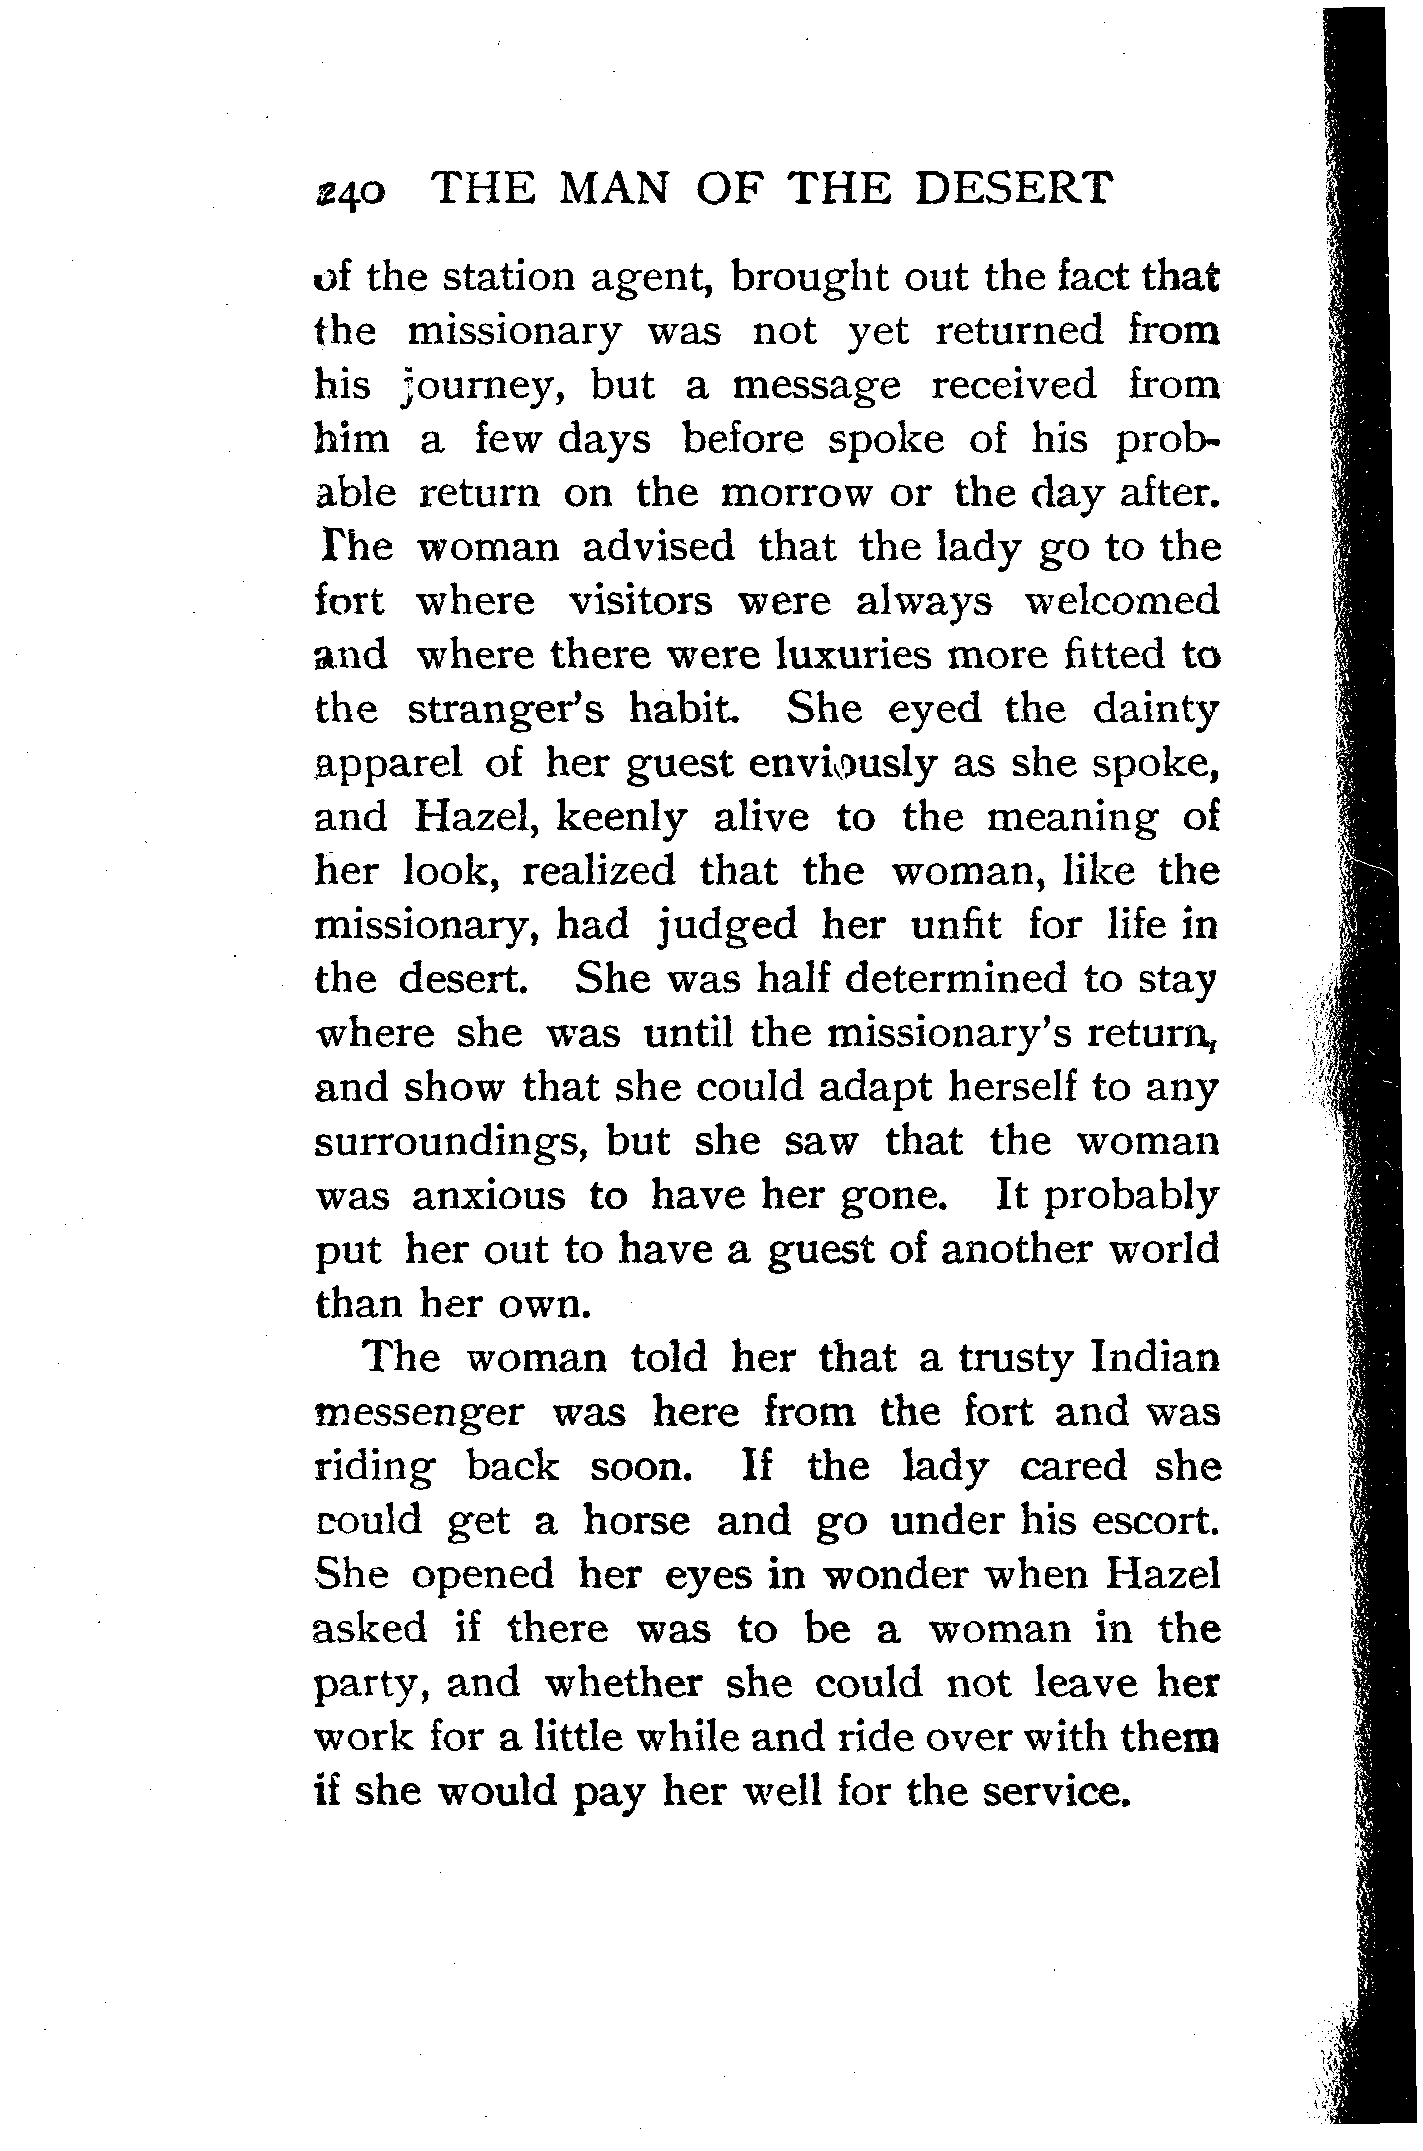 240 THE MAN OF THE DESERT
of the station agent, brought out the fact that
the missionary was not yet returned from
his journey, but a message received from
him a few days before spoke of his prob-
able return on the morrow or the day after.
The woman advised that the lady go to the
fort where visitors were always welcomed
and where there were luxuries more fitted to
the stranger's habit. She eyed the dainty
apparel of her guest enviously as she spoke,
and Hazel, keenly alive to the meaning of
her look, realized that the woman, like the
missionary, had judged her unfit for life in
the desert. She was half determined to stay
where she was until the missionary's return,
and show that she could adapt herself to any
surroundings, but she saw that the woman
was anxious to have her gone. It probably
put her out to have a guest of another world
than her own.
The woman told her that a trusty Indian
messenger was here from the fort and was
riding back soon. If the lady cared she
could get a horse and go under his escort.
She opened her eyes in wonder when Hazel
asked if there was to be a woman in the
party, and whether she could not leave her
work for a little while and ride over with them
if she would pay her well for the service.